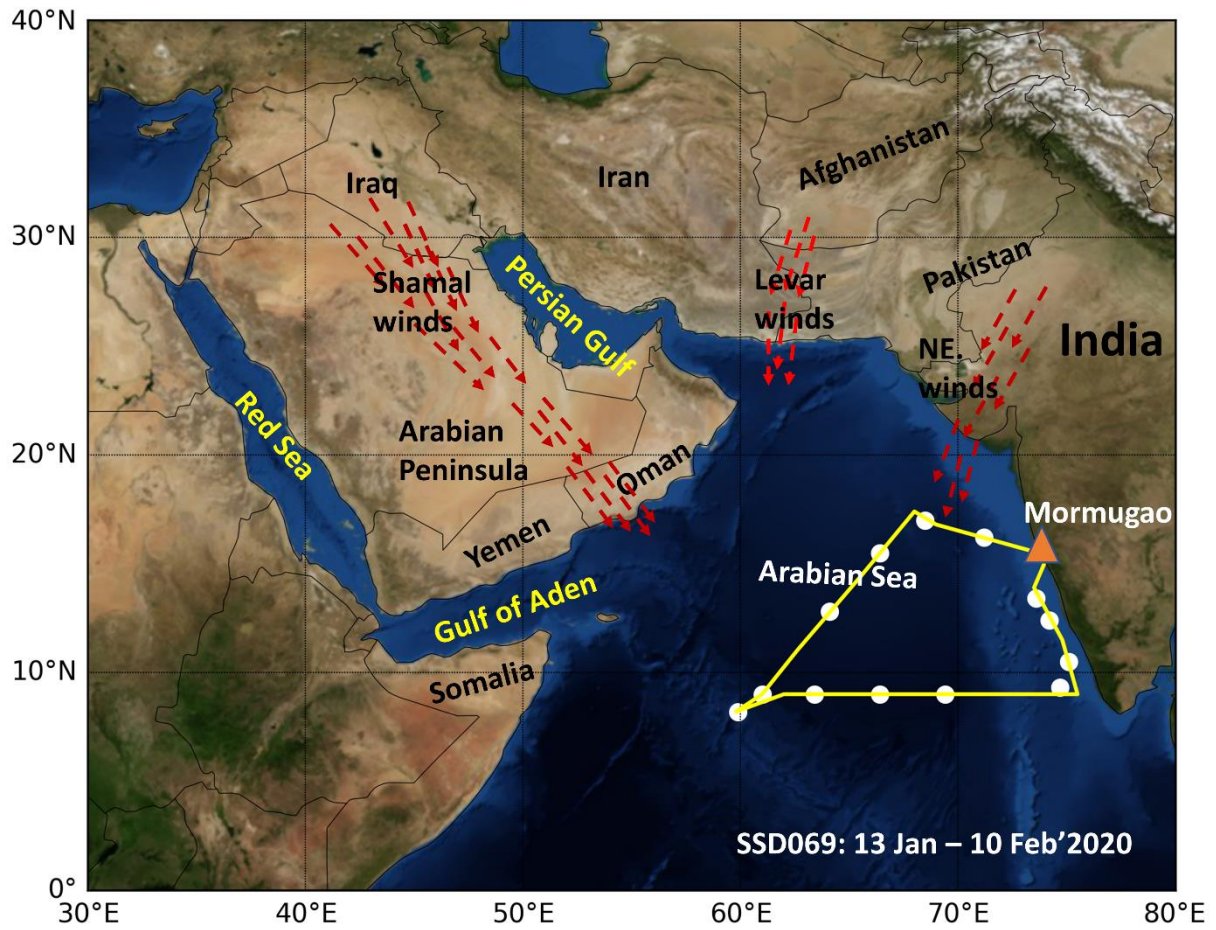 40°N
30°N
20°N
10°N
0°
30°E
40°E
50°E
60°E
70°E
80°E
Iraq
Iran
Afghanistan
Shamal
winds
Persian Gulf
Levar
winds
Pakistan
NE.
winds
India
Red Sea
Arabian
Peninsula
Oman
Yemen
Gulf of Aden
Somalia
Arabian Sea
Mormugao
SSD069: 13 Jan – 10 Feb’2020